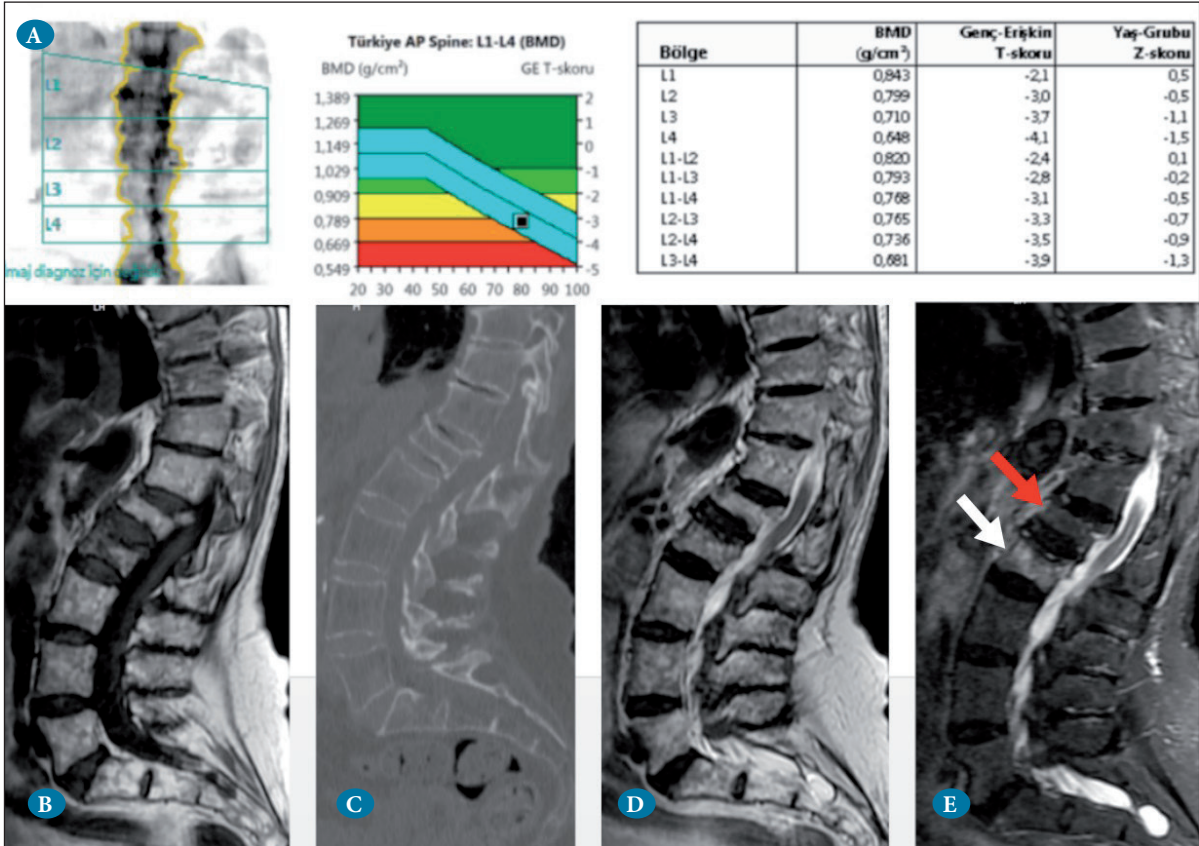 A
L1
L2
L3
L4
maj diagnoz için değildir
Türkiye AP Spine: L1-L4 (BMD)
BMD (g/cm²) GE T-skoru
1,389 2
1,269 1
1,149 0
1,029 -1
0,909 -2
0,789 -3
0,669 -4
0,549 -5
20 30 40 50 60 70 80 90 100
BMD Genç-Erişkin Yaş-Grubu
Bölge (g/cm²) T-skoru Z-skoru
L1 0,843 -2,1 0,5
L2 0,799 -3,0 -0,5
L3 0,710 -3,7 -1,1
L4 0,648 -4,1 -1,5
L1-L2 0,820 -2,4 0,1
L1-L3 0,793 -2,8 -0,2
L1-L4 0,768 -3,1 -0,5
L2-L3 0,765 -3,3 -0,7
L2-L4 0,736 -3,5 -0,9
L3-L4 0,681 -3,9 -1,3
B
C
D
E